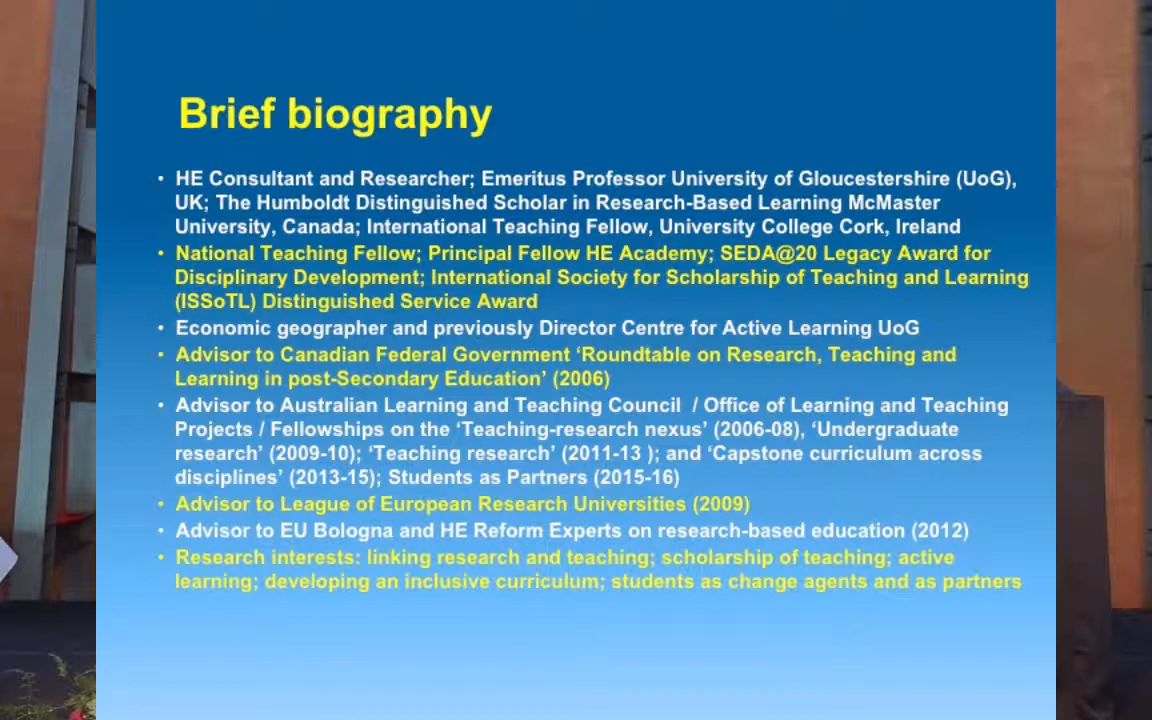 Brief biography
• HE Consultant and Researcher; Emeritus Professor University of Gloucestershire (UoG),
UK; The Humboldt Distinguished Scholar in Research-Based Learning McMaster
University, Canada; International Teaching Fellow, University College Cork, Ireland
• National Teaching Fellow; Principal Fellow HE Academy; SEDA@20 Legacy Award for
Disciplinary Development; International Society for Scholarship of Teaching and Learning
(ISSoTL) Distinguished Service Award
• Economic geographer and previously Director Centre for Active Learning UoG
• Advisor to Canadian Federal Government ‘Roundtable on Research, Teaching and
Learning in post-Secondary Education’ (2006)
• Advisor to Australian Learning and Teaching Council / Office of Learning and Teaching
Projects / Fellowships on the ‘Teaching-research nexus’ (2006-08), ‘Undergraduate
research’ (2009-10); ‘Teaching research’ (2011-13 ); and ‘Capstone curriculum across
disciplines’ (2013-15); Students as Partners (2015-16)
• Advisor to League of European Research Universities (2009)
• Advisor to EU Bologna and HE Reform Experts on research-based education (2012)
• Research interests: linking research and teaching; scholarship of teaching; active
learning; developing an inclusive curriculum; students as change agents and as partners